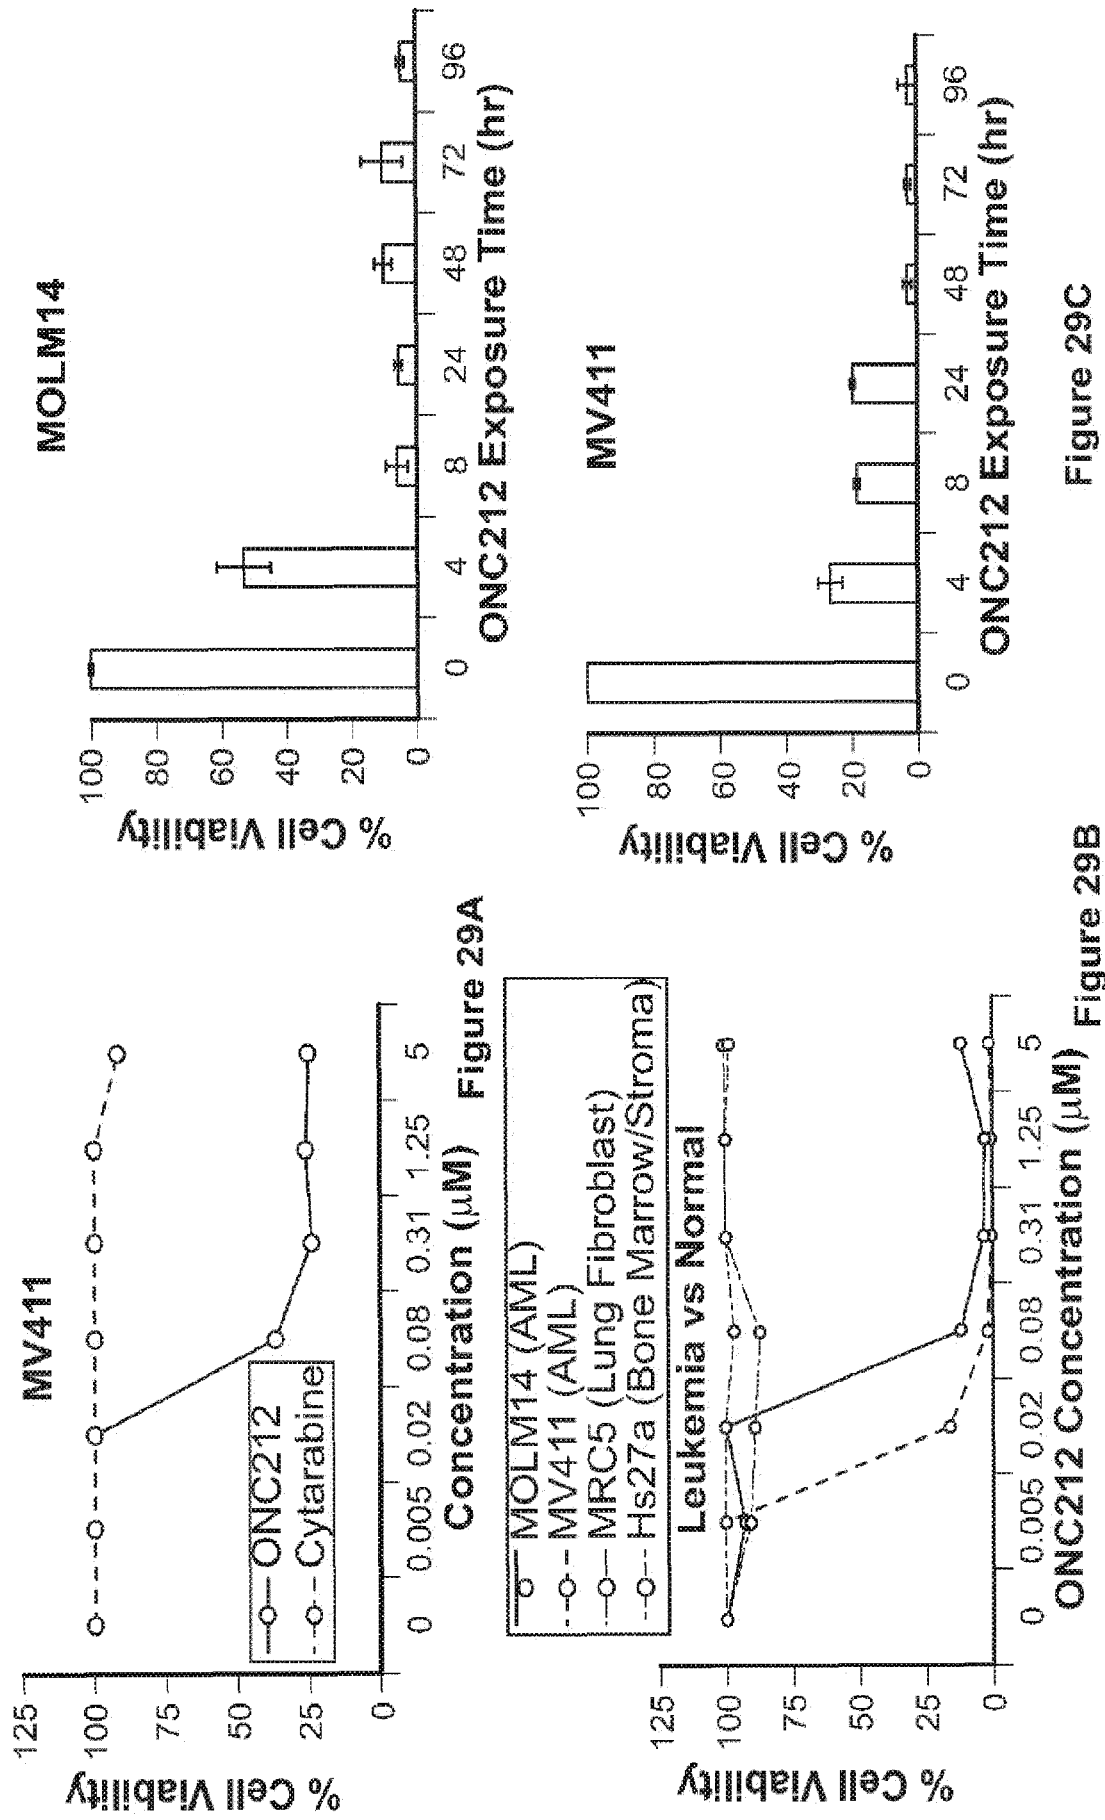 MV411
% Cell Viability
125
100
75
50
25
0
ONC212
Cytarabine
0 0.005 0.02 0.08 0.31 1.25 5
Concentration (μM)
Figure 29A
MOLM14 (AML)
MV411 (AML)
MRC5 (Lung Fibroblast)
Hs27a (Bone Marrow/Stroma)
Leukemia vs Normal
% Cell Viability
125
100
75
50
25
0
0 0.005 0.02 0.08 0.31 1.25 5
ONC212 Concentration (μM)
Figure 29B
MOLM14
% Cell Viability
100
80
60
40
20
0
0 4 8 24 48 72 96
ONC212 Exposure Time (hr)
MV411
% Cell Viability
100
80
60
40
20
0
0 4 8 24 48 72 96
ONC212 Exposure Time (hr)
Figure 29C